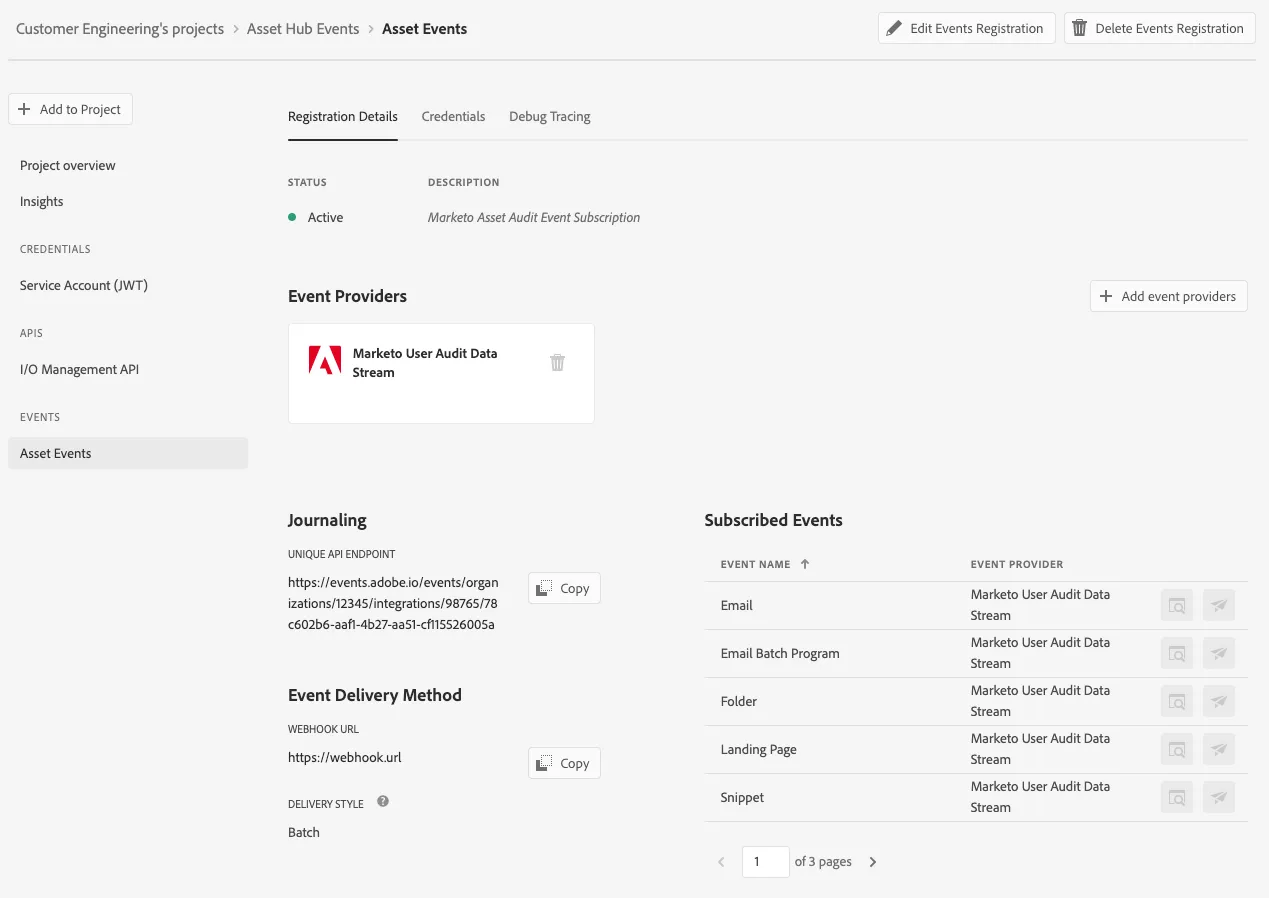 Customer Engineering's projects > Asset Hub Events > Asset Events
Edit Events Registration
Delete Events Registration
Add to Project
Project overview
Insights
CREDENTIALS
Service Account (JWT)
APIS
I/O Management API
EVENTS
Asset Events
Registration Details
Credentials
Debug Tracing
STATUS
DESCRIPTION
Active
Marketo Asset Audit Event Subscription
Event Providers
Add event providers
Marketo User Audit Data
Stream
Journaling
UNIQUE API ENDPOINT
https://events.adobe.io/events/organ
izations/12345/integrations/98765/78
c602b6-aaf1-4b27-aa51-cf115526005a
Copy
Event Delivery Method
WEBHOOK URL
https://webhook.url
Copy
DELIVERY STYLE ?
Batch
Subscribed Events
EVENT NAME ↑
EVENT PROVIDER
Email
Marketo User Audit Data
Stream
Email Batch Program
Marketo User Audit Data
Stream
Folder
Marketo User Audit Data
Stream
Landing Page
Marketo User Audit Data
Stream
Snippet
Marketo User Audit Data
Stream
1 of 3 pages